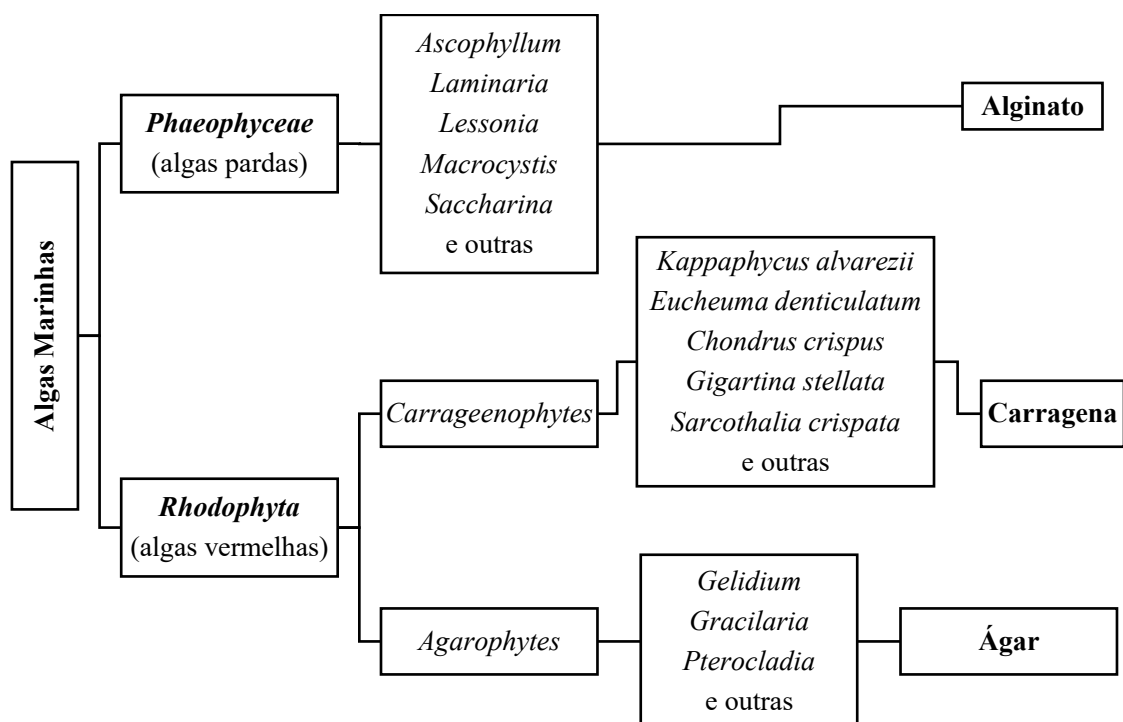 Algas Marinhas
Phaeophyceae
(algas pardas)
Ascophyllum
Laminaria
Lessonia
Macrocystis
Saccharina
e outras
Alginato
Rhodophyta
(algas vermelhas)
Carrageenophytes
Kappaphycus alvarezii
Eucheuma denticulatum
Chondrus crispus
Gigartina stellata
Sarcothalia crispata
e outras
Carragena
Agarophytes
Gelidium
Gracilaria
Pterocladia
e outras
Ágar